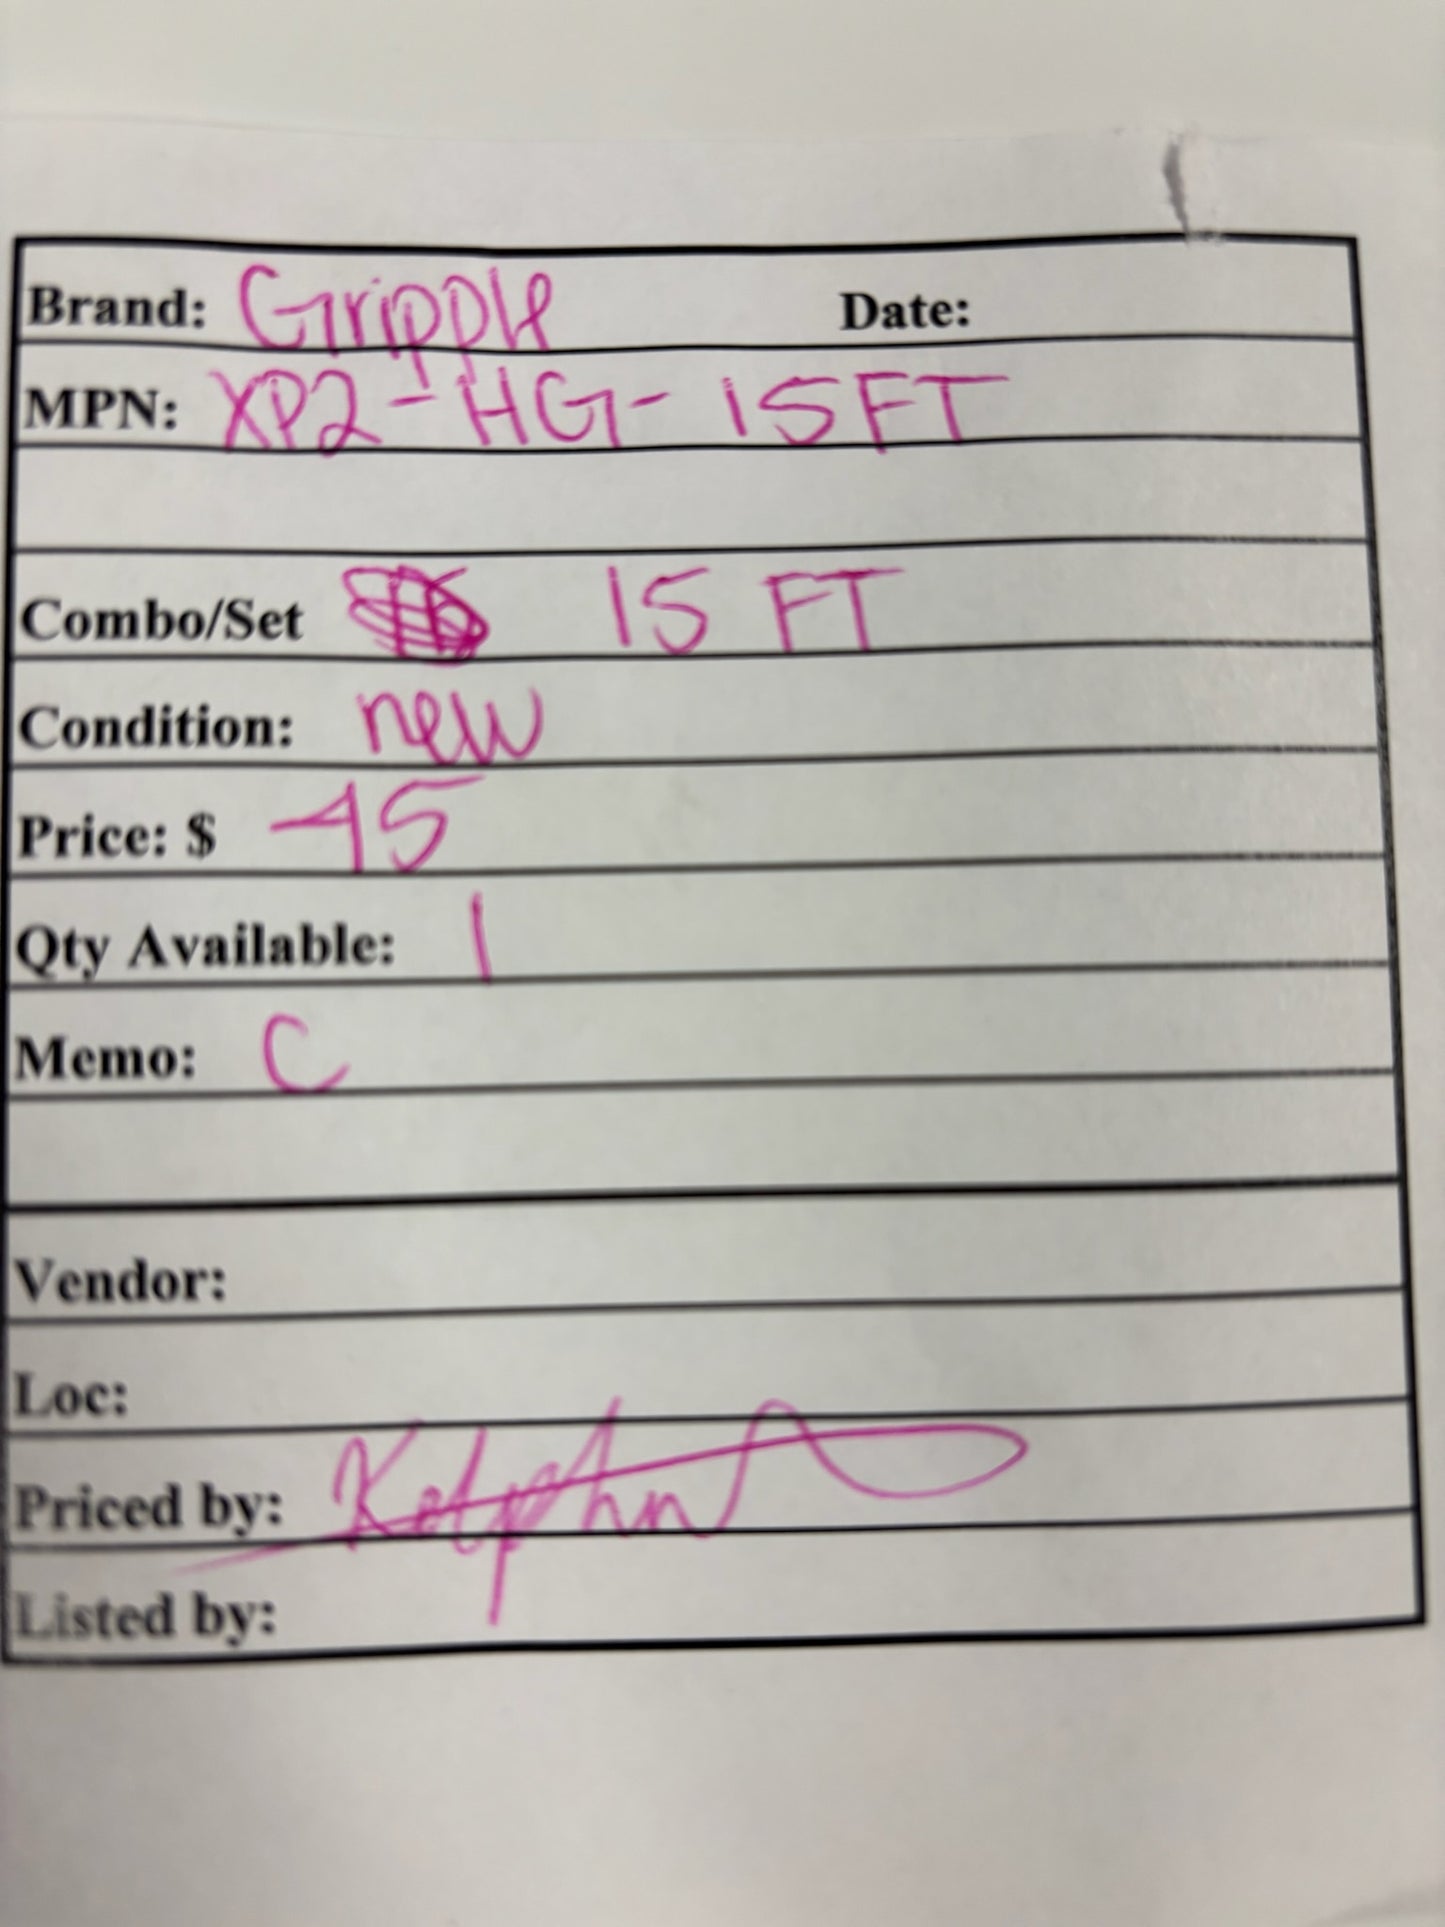 Brand: Gripple Date:
MPN: XP2-HG-15FT
Combo/Set 15 FT
Condition: new
Price: $ 45
Qty Available: 1
Memo: C
Vendor:
Loc:
Priced by:
Listed by: